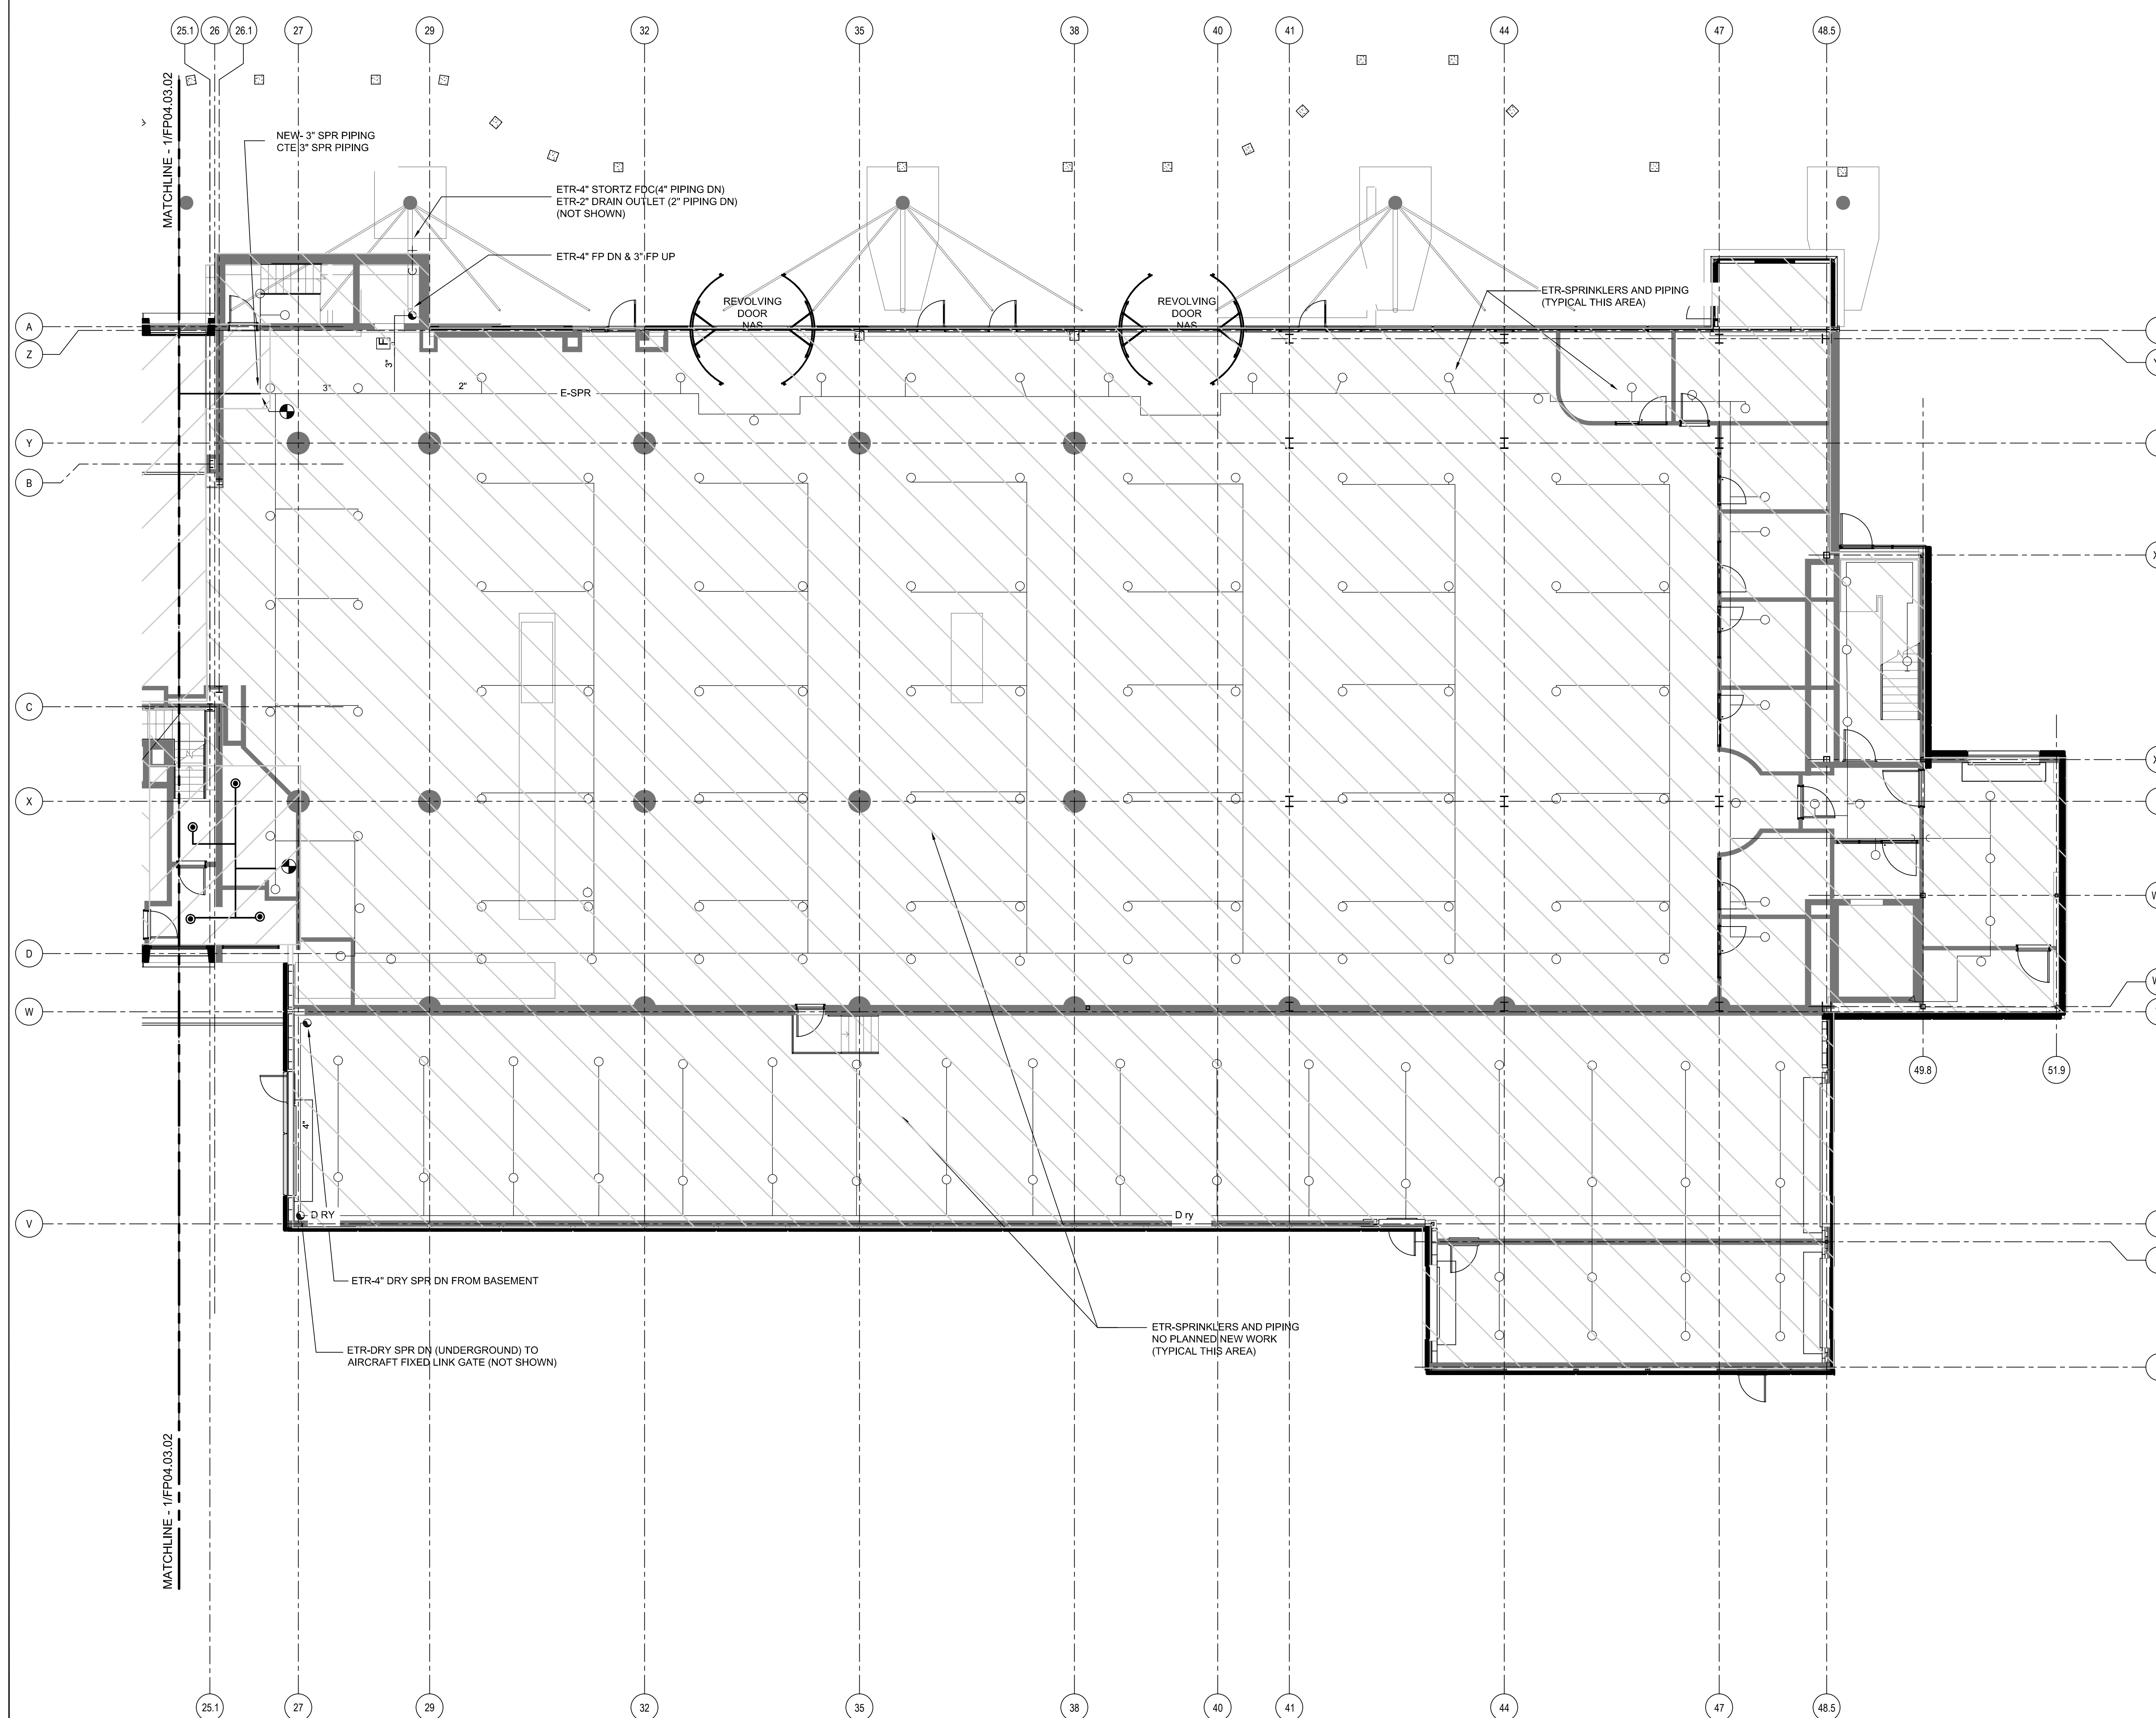 25.1 26 26.1 27 29 32 35 38 40 41 44 47 48.5
MATCHLINE - 1/FP04.03.02
NEW- 3" SPR PIPING
CTE 3" SPR PIPING
ETR-4" STORTZ FDC(4" PIPING DN)
ETR-2" DRAIN OUTLET (2" PIPING DN)
(NOT SHOWN)
ETR-4" FP DN & 3" FP UP
REVOLVING
DOOR
NAS
REVOLVING
DOOR
NAS
ETR-SPRINKLERS AND PIPING
(TYPICAL THIS AREA)
A
Z
F
3"
3"
2"
E-SPR
Y
B
C
X
D
W
49.8 51.9
4"
D RY
D ry
V
ETR-4" DRY SPR DN FROM BASEMENT
ETR-SPRINKLERS AND PIPING
NO PLANNED NEW WORK
(TYPICAL THIS AREA)
ETR-DRY SPR DN (UNDERGROUND) TO
AIRCRAFT FIXED LINK GATE (NOT SHOWN)
MATCHLINE - 1/FP04.03.02
25.1 27 29 32 35 38 40 41 44 47 48.5